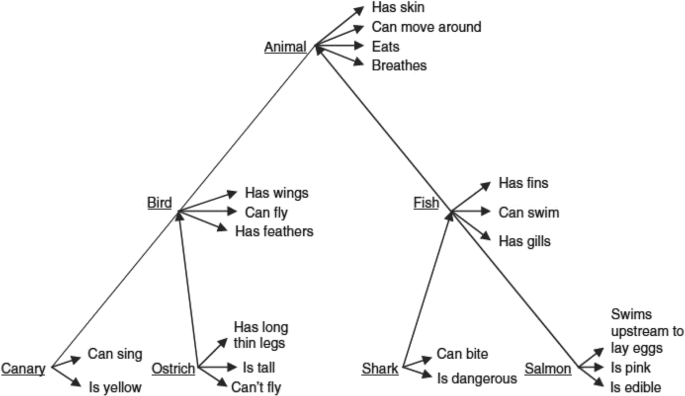 Has skin
Can move around
Animal
Eats
Breathes
Bird
Has wings
Can fly
Has feathers
Fish
Has fins
Can swim
Has gills
Canary
Can sing
Is yellow
Ostrich
Has long
thin legs
Is tall
Can't fly
Shark
Can bite
Is dangerous
Salmon
Swims
upstream to
lay eggs
Is pink
Is edible